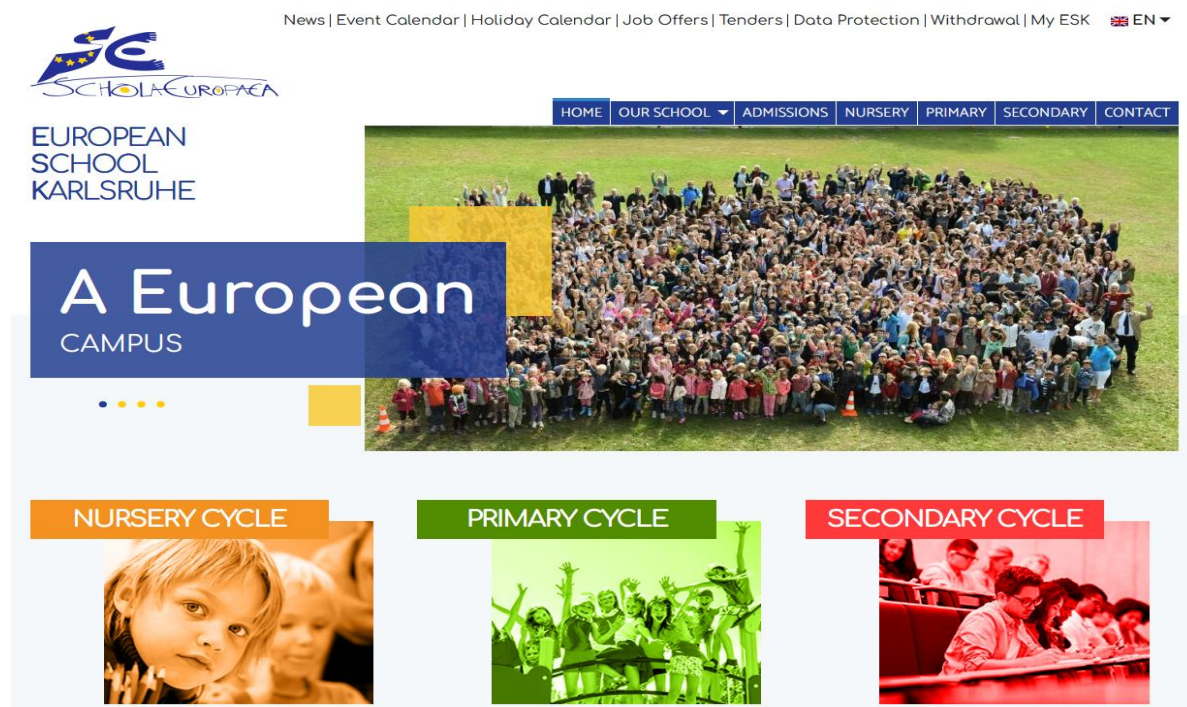 News | Event Calendar | Holiday Calendar | Job Offers | Tenders | Data Protection | Withdrawal | My ESK EN
SCHOLA EUROPAEA
HOME OUR SCHOOL ADMISSIONS NURSERY PRIMARY SECONDARY CONTACT
EUROPEAN
SCHOOL
KARLSRUHE
A European
CAMPUS
NURSERY CYCLE PRIMARY CYCLE SECONDARY CYCLE